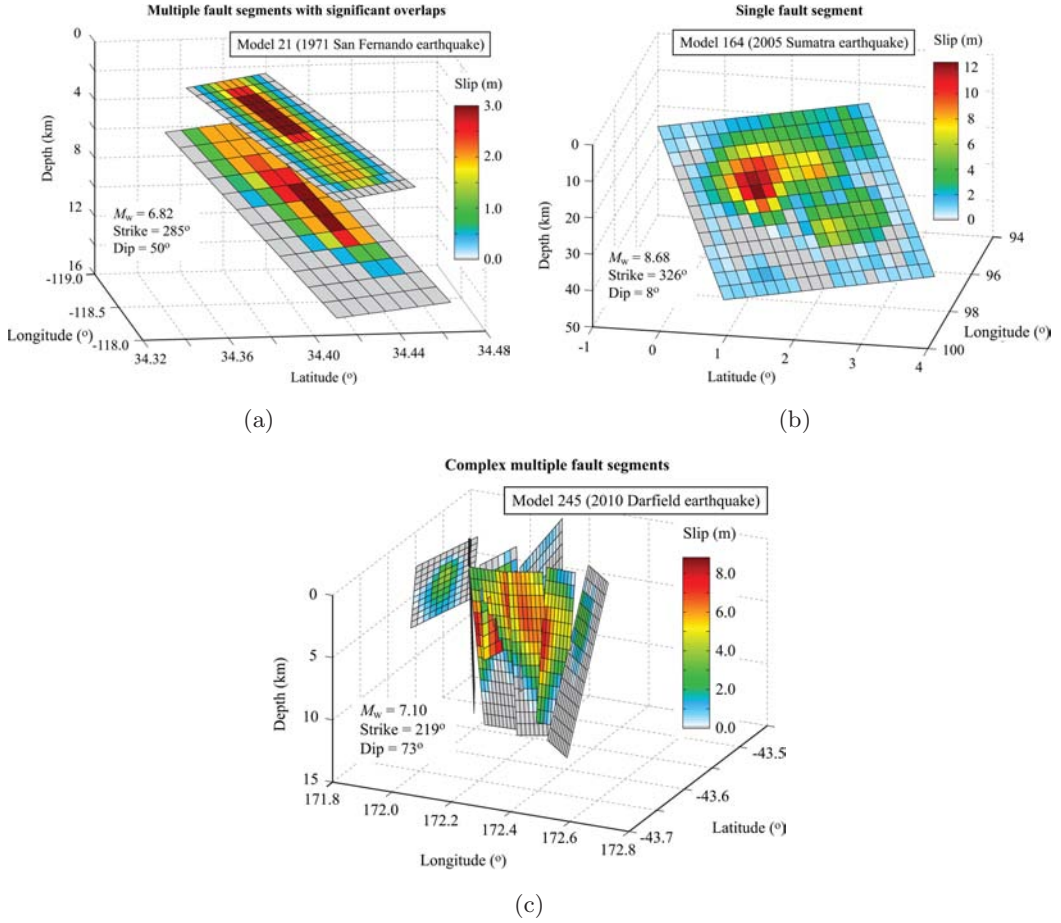 Multiple fault segments with significant overlaps
Model 21 (1971 San Fernando earthquake)
Slip (m)
3.0
2.0
1.0
0.0
Depth (km)
0
4
8
12
16
Mw = 6.82
Strike = 285º
Dip = 50º
-119.0
-118.5
-118.0
Longitude (º)
34.32
34.36
34.40
34.44
34.48
Latitude (º)
(a)
Single fault segment
Model 164 (2005 Sumatra earthquake)
Slip (m)
12
10
8
6
4
2
0
Depth (km)
0
10
20
30
40
50
Mw = 8.68
Strike = 326º
Dip = 8º
-1
0
1
2
3
4
Latitude (º)
94
96
98
100
Longitude (º)
(b)
Complex multiple fault segments
Model 245 (2010 Darfield earthquake)
Slip (m)
8.0
6.0
4.0
2.0
0.0
Depth (km)
0
5
10
15
Mw = 7.10
Strike = 219º
Dip = 73º
171.8
172.0
172.2
172.4
172.6
172.8
Longitude (º)
-43.5
-43.6
-43.7
Latitude (º)
(c)